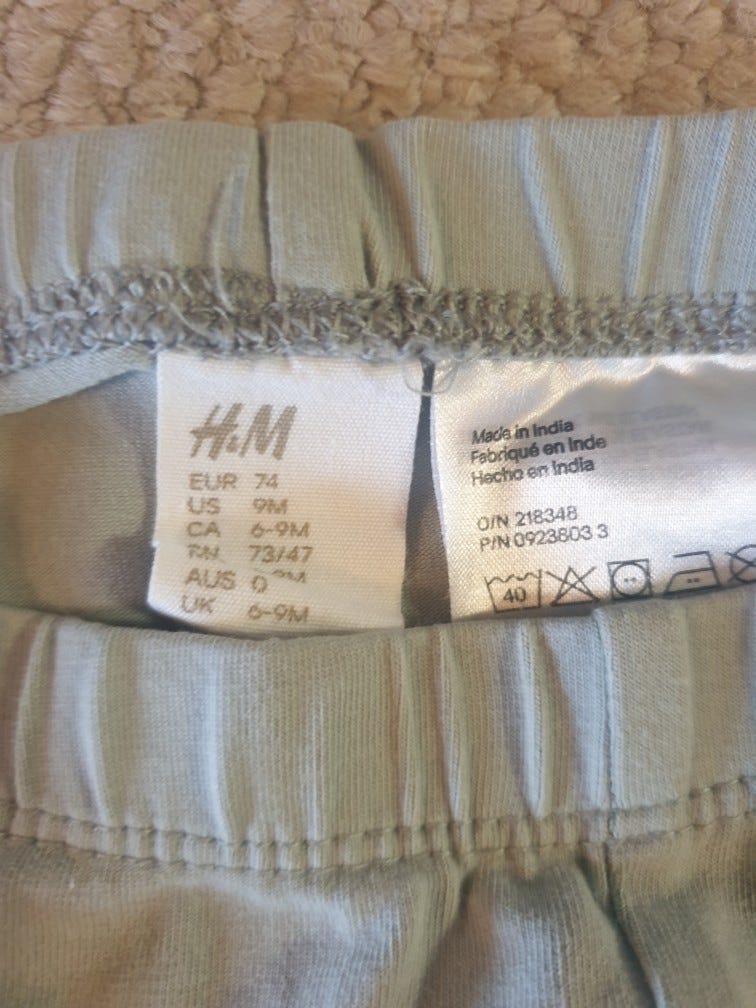 H&M
EUR 74
US 9M
CA 6-9M
73/47
AUS 0
UK 6-9M
Made in India
Fabriqué en Inde
Hecho en India
O/N 218348
P/N 0923803 3
40